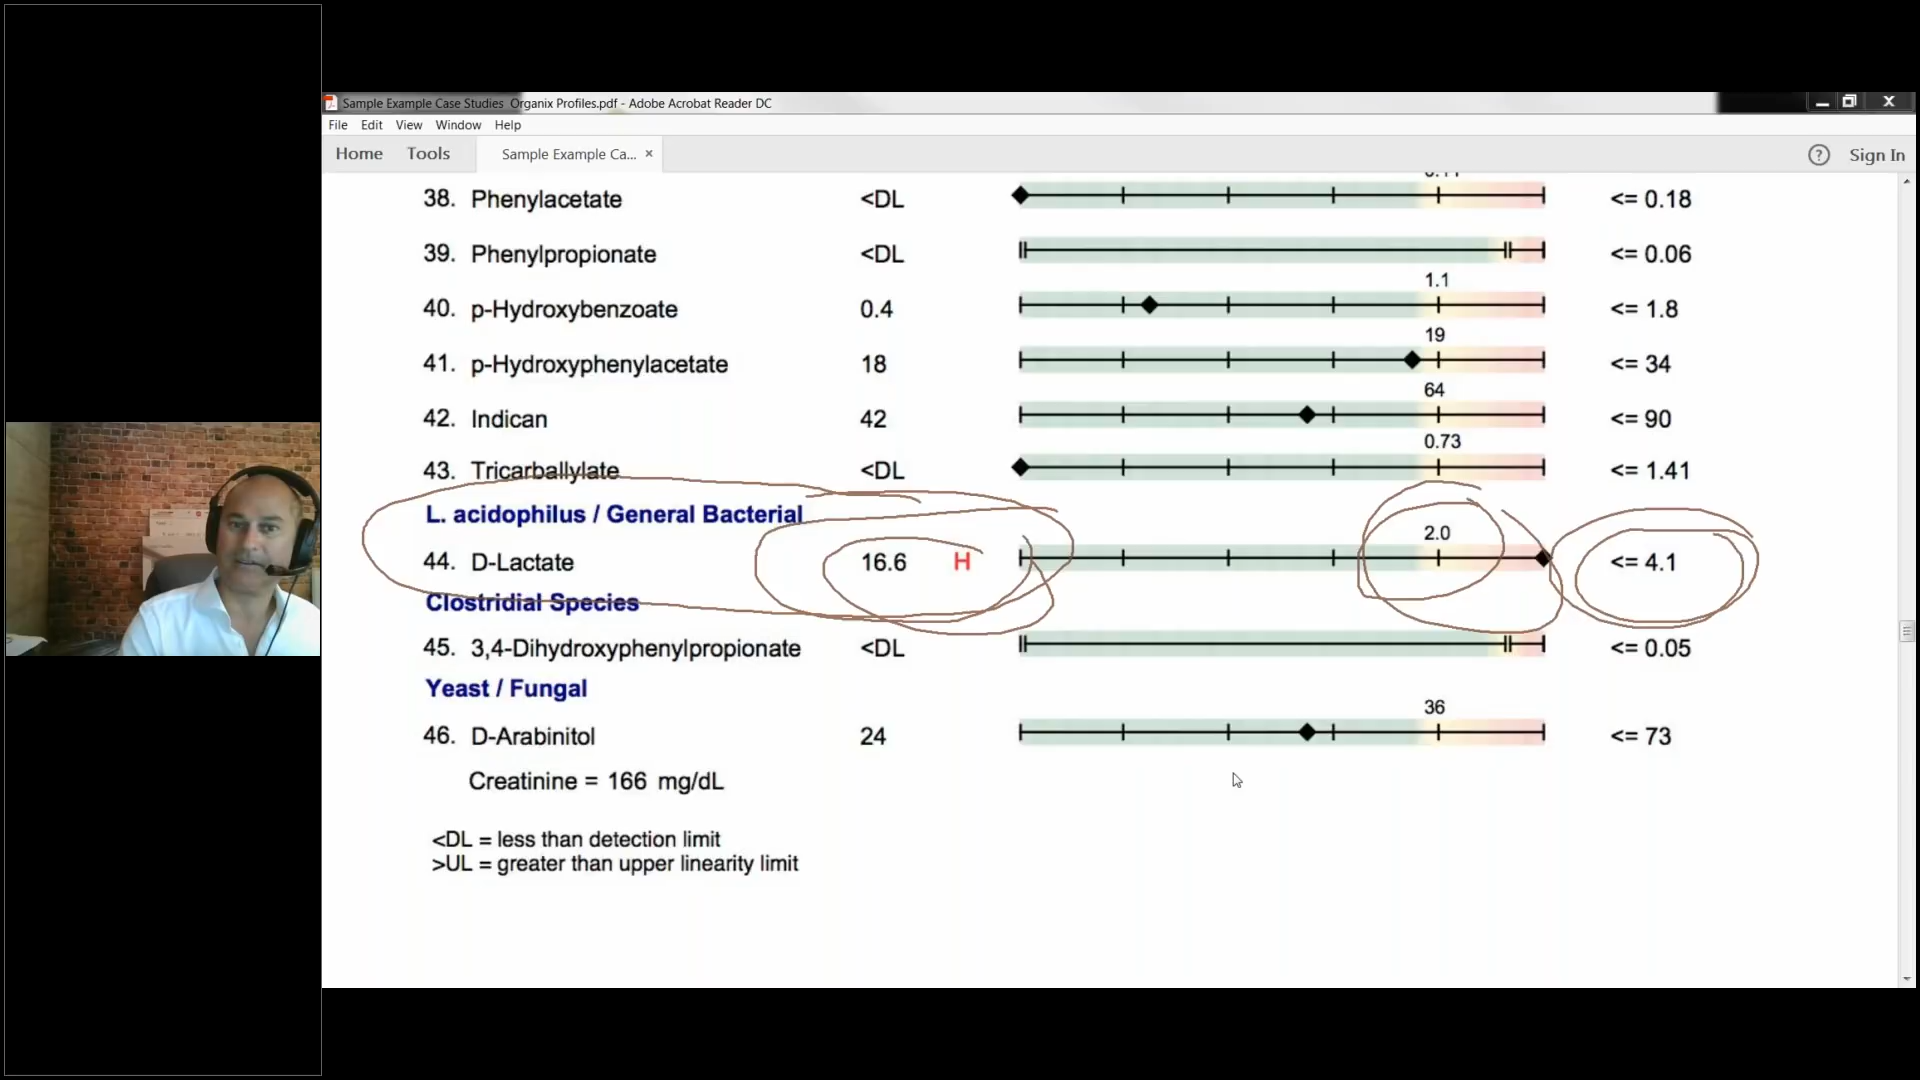 Sample Example Case Studies Organix Profiles.pdf - Adobe Acrobat Reader DC
File Edit View Window Help
Home Tools Sample Example Ca... × ? Sign In
38. Phenylacetate <DL <= 0.18
39. Phenylpropionate <DL <= 0.06
1.1
40. p-Hydroxybenzoate 0.4 <= 1.8
19
41. p-Hydroxyphenylacetate 18 <= 34
64
42. Indican 42 <= 90
0.73
43. Tricarballylate <DL <= 1.41
L. acidophilus / General Bacterial
2.0
44. D-Lactate 16.6 H <= 4.1
Clostridial Species
45. 3,4-Dihydroxyphenylpropionate <DL <= 0.05
Yeast / Fungal
36
46. D-Arabinitol 24 <= 73
Creatinine = 166 mg/dL
<DL = less than detection limit
>UL = greater than upper linearity limit